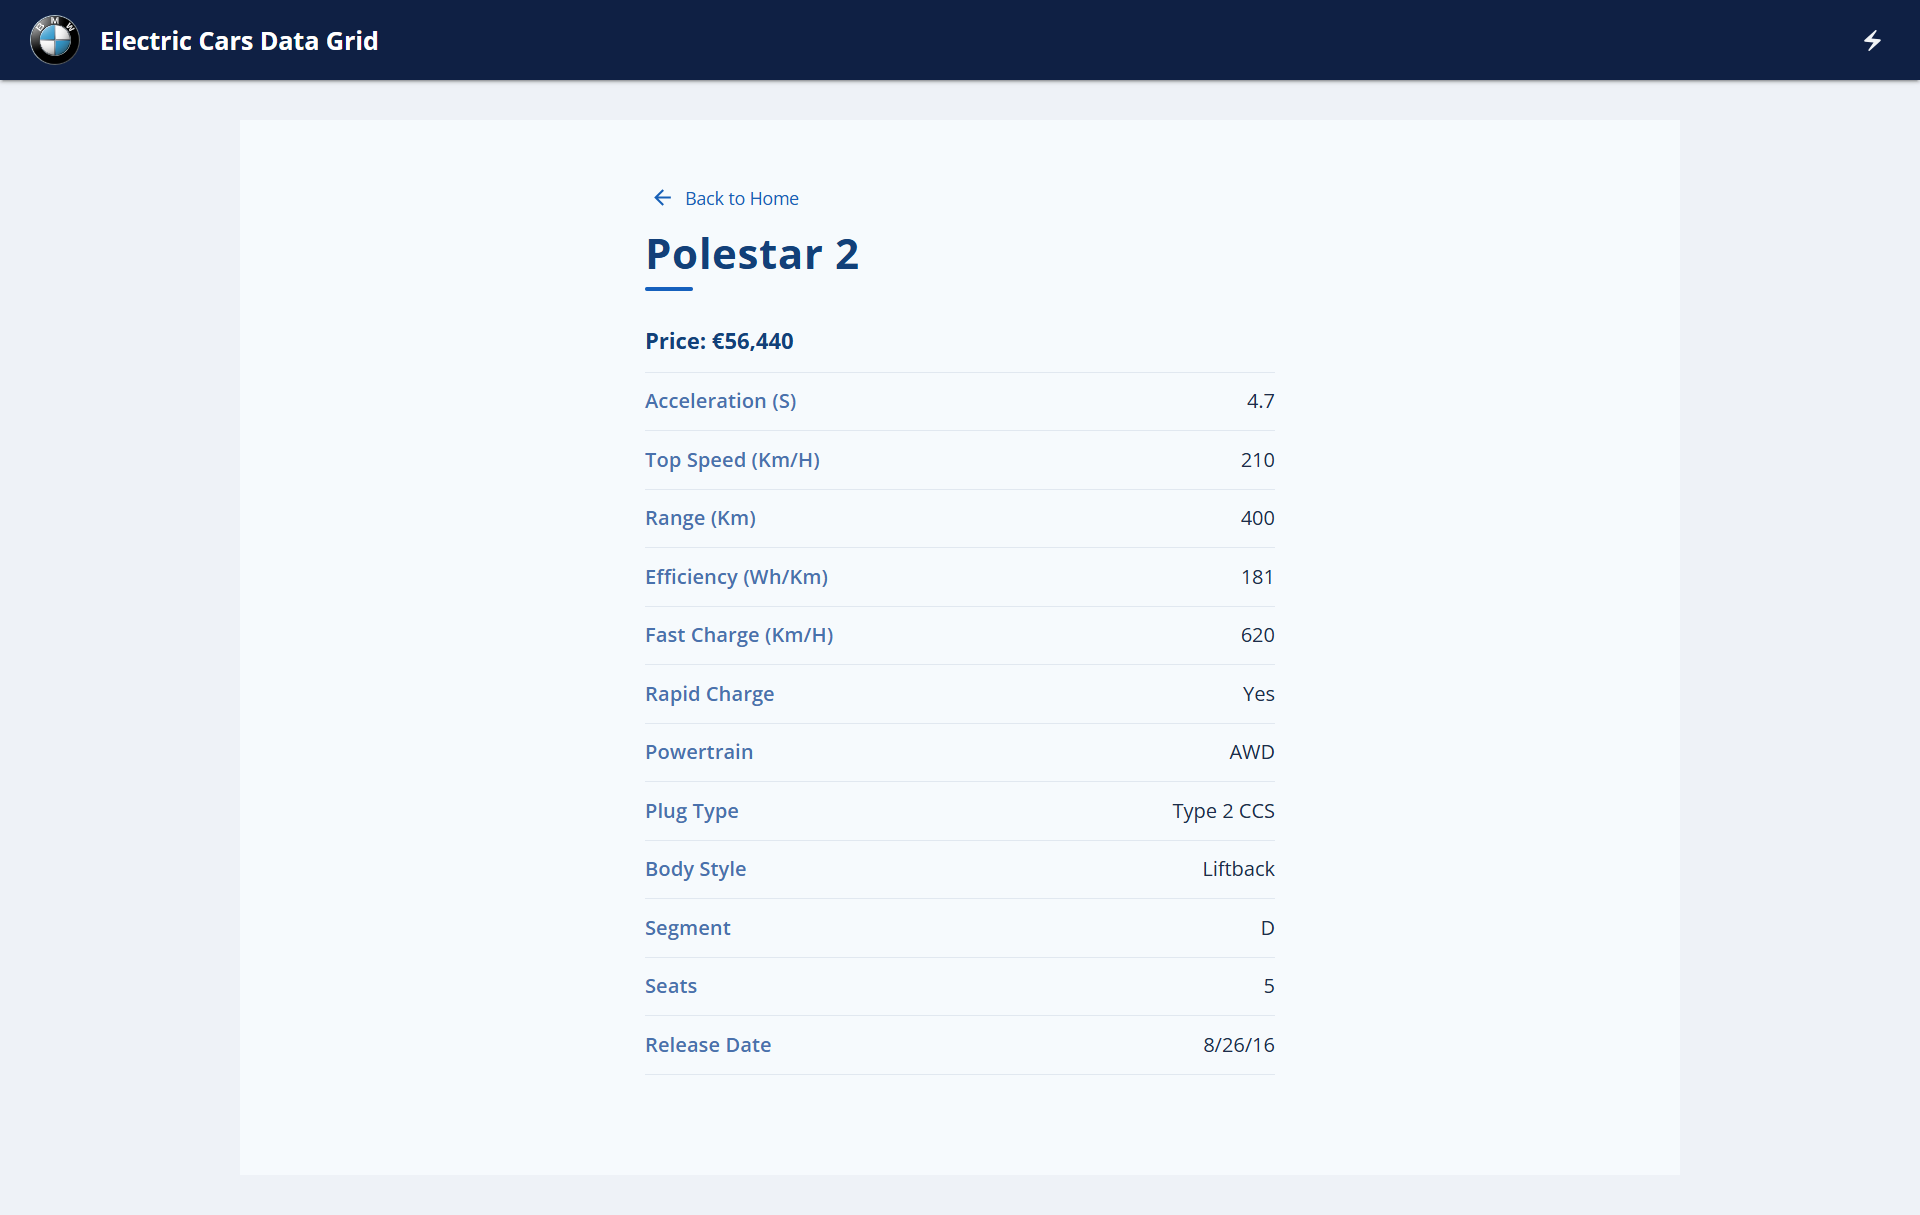 BMW
Electric Cars Data Grid
Back to Home
Polestar 2
Price: €56,440
Acceleration (S) 4.7
Top Speed (Km/H) 210
Range (Km) 400
Efficiency (Wh/Km) 181
Fast Charge (Km/H) 620
Rapid Charge Yes
Powertrain AWD
Plug Type Type 2 CCS
Body Style Liftback
Segment D
Seats 5
Release Date 8/26/16